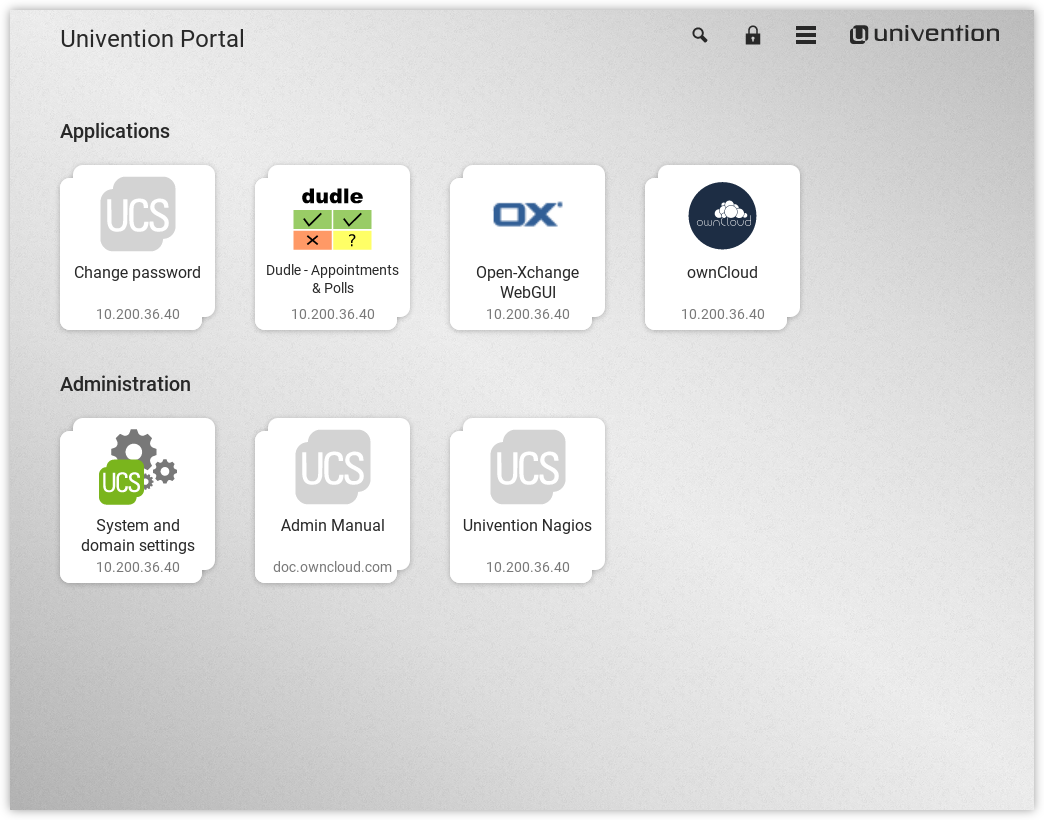 Univention Portal
univention
Applications
UCS
Change password
10.200.36.40
dudle
?
Dudle - Appointments
& Polls
10.200.36.40
OX
Open-Xchange
WebGUI
10.200.36.40
ownCloud
ownCloud
10.200.36.40
Administration
UCS
System and
domain settings
10.200.36.40
UCS
Admin Manual
doc.owncloud.com
UCS
Univention Nagios
10.200.36.40